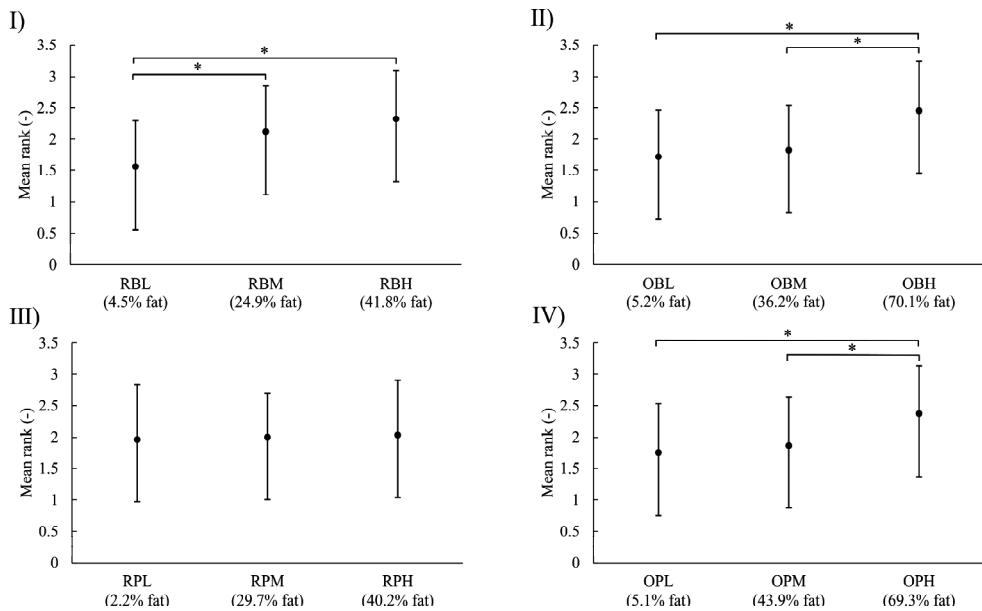 I)
*
*
3.5
3
2.5
2
1.5
1
0.5
0
Mean rank (-)
RBL
(4.5% fat)
RBM
(24.9% fat)
RBH
(41.8% fat)
II)
*
*
3.5
3
2.5
2
1.5
1
0.5
0
Mean rank (-)
OBL
(5.2% fat)
OBM
(36.2% fat)
OBH
(70.1% fat)
III)
3.5
3
2.5
2
1.5
1
0.5
0
Mean rank (-)
RPL
(2.2% fat)
RPM
(29.7% fat)
RPH
(40.2% fat)
IV)
*
*
3.5
3
2.5
2
1.5
1
0.5
0
Mean rank (-)
OPL
(5.1% fat)
OPM
(43.9% fat)
OPH
(69.3% fat)